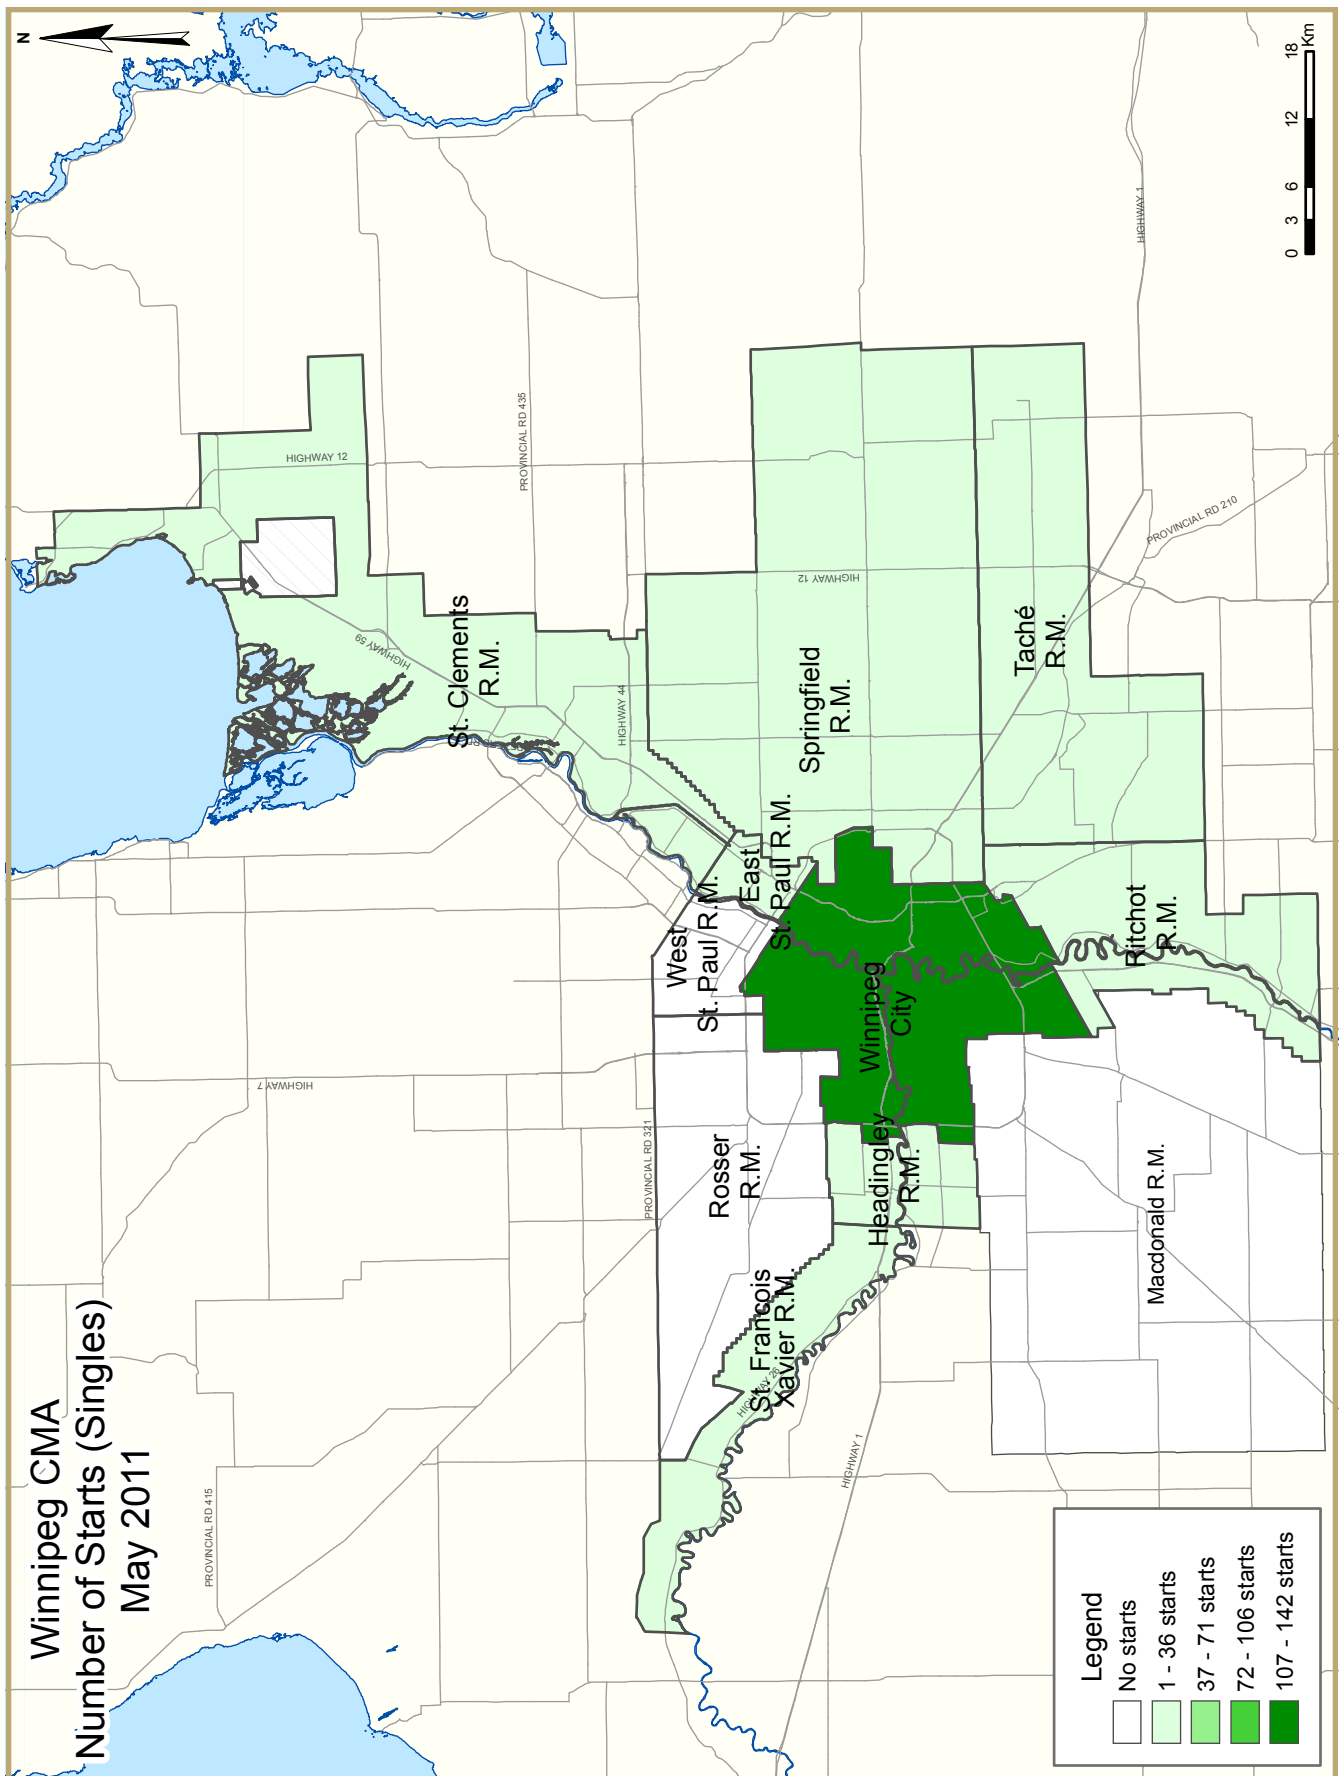 Winnipeg CMA
Number of Starts (Singles)
May 2011
N
PROVINCIAL RD 415
HIGHWAY 7
HIGHWAY 12
PROVINCIAL RD 435
HIGHWAY 59
St. Clements
R.M.
HIGHWAY 44
PROVINCIAL RD 321
West
St. Paul R.M.
East
St. Paul R.M.
Rosser
R.M.
St. Francois
Xavier R.M.
HIGHWAY 26
Springfield
R.M.
HIGHWAY 12
Winnipeg
City
Headingley
R.M.
HIGHWAY 1
Taché
R.M.
HIGHWAY 1
PROVINCIAL RD 210
Ritchot
R.M.
Macdonald R.M.
Legend
No starts
1 - 36 starts
37 - 71 starts
72 - 106 starts
107 - 142 starts
0 3 6 12 18
Km